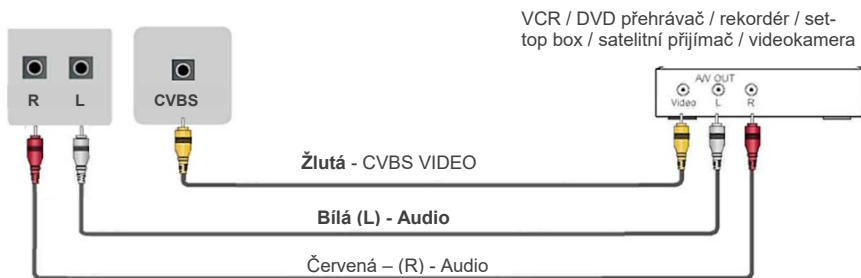 VCR / DVD přehrávač / rekordér / set-
top box / satelitní přijímač / videokamera
R L
CVBS
A/V OUT
Video L R
Žlutá - CVBS VIDEO
Bílá (L) - Audio
Červená – (R) - Audio